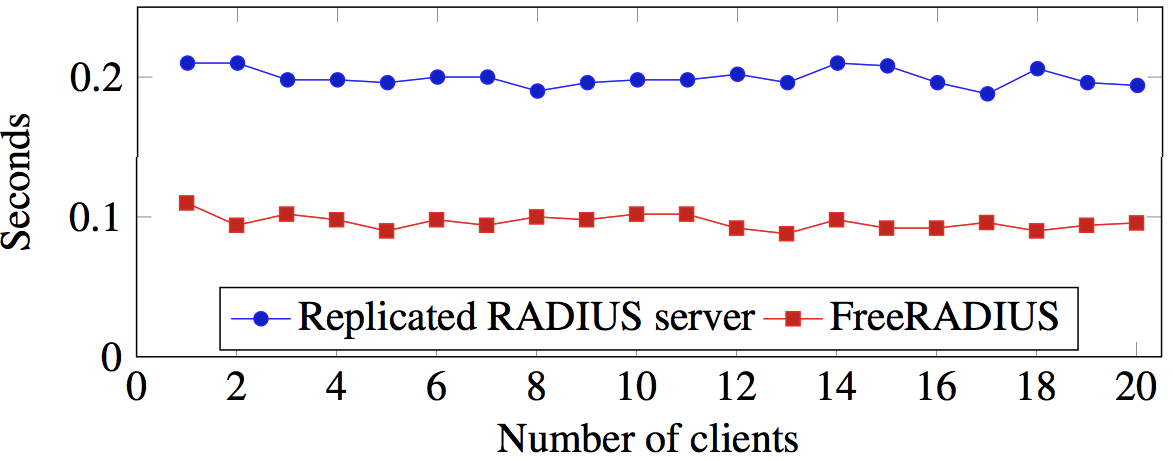 0.2
0.1
0
Seconds
0 2 4 6 8 10 12 14 16 18 20
Number of clients
Replicated RADIUS server FreeRADIUS